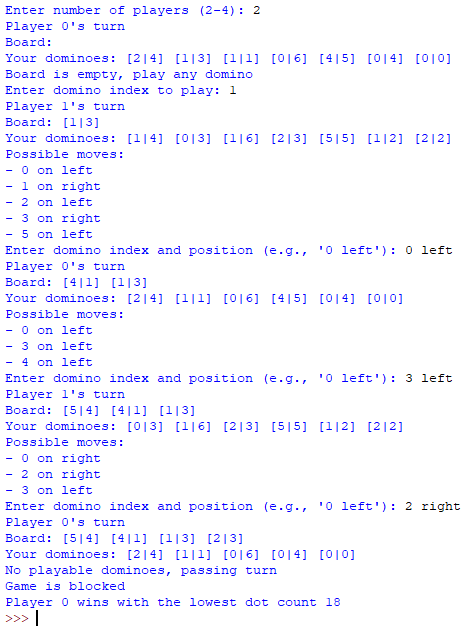 Enter number of players (2-4): 2
Player 0's turn
Board:
Your dominoes: [2|4] [1|3] [1|1] [0|6] [4|5] [0|4] [0|0]
Board is empty, play any domino
Enter domino index to play: 1
Player 1's turn
Board: [1|3]
Your dominoes: [1|4] [0|3] [1|6] [2|3] [5|5] [1|2] [2|2]
Possible moves:
- 0 on left
- 1 on right
- 2 on left
- 3 on right
- 5 on left
Enter domino index and position (e.g., '0 left'): 0 left
Player 0's turn
Board: [4|1] [1|3]
Your dominoes: [2|4] [1|1] [0|6] [4|5] [0|4] [0|0]
Possible moves:
- 0 on left
- 3 on left
- 4 on left
Enter domino index and position (e.g., '0 left'): 3 left
Player 1's turn
Board: [5|4] [4|1] [1|3]
Your dominoes: [0|3] [1|6] [2|3] [5|5] [1|2] [2|2]
Possible moves:
- 0 on right
- 2 on right
- 3 on left
Enter domino index and position (e.g., '0 left'): 2 right
Player 0's turn
Board: [5|4] [4|1] [1|3] [2|3]
Your dominoes: [2|4] [1|1] [0|6] [0|4] [0|0]
No playable dominoes, passing turn
Game is blocked
Player 0 wins with the lowest dot count 18
>>>